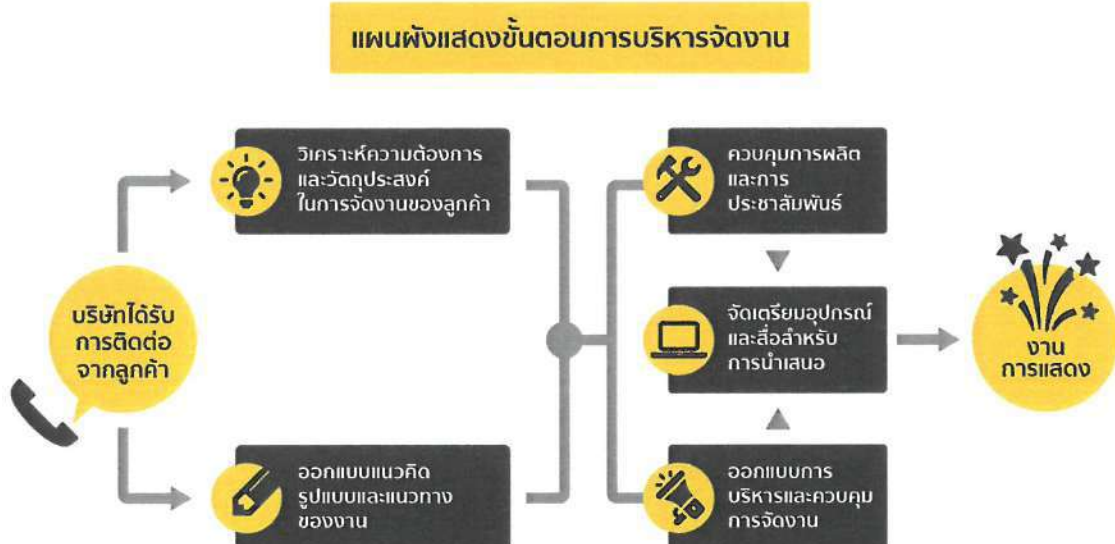 แผนผังแสดงขั้นตอนการบริหารจัดงาน
บริษัทได้รับ
การติดต่อ
จากลูกค้า
วิเคราะห์ความต้องการ
และวัตถุประสงค์
ในการจัดงานของลูกค้า
ออกแบบแนวคิด
รูปแบบและแนวทาง
ของงาน
ควบคุมการผลิต
และการ
ประชาสัมพันธ์
จัดเตรียมอุปกรณ์
และสื่อสำหรับ
การนำเสนอ
ออกแบบการ
บริหารและควบคุม
การจัดงาน
งาน
การแสดง